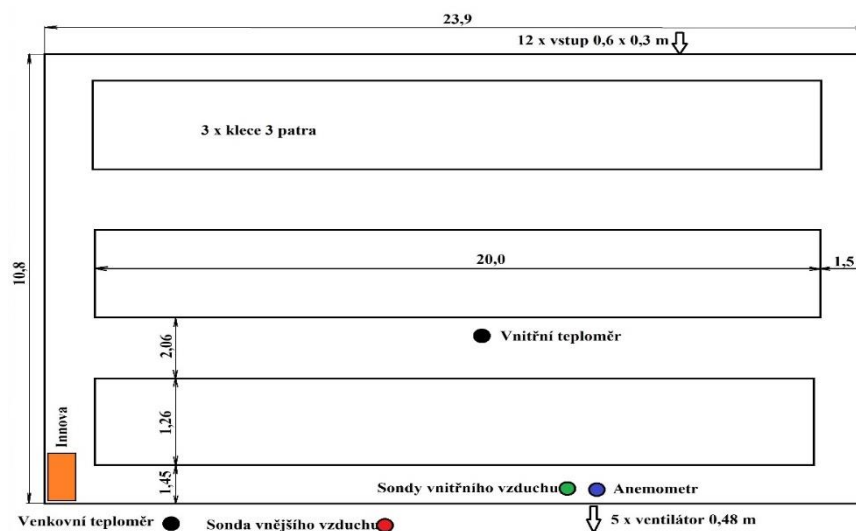 23,9
12 x vstup 0,6 x 0,3 m
3 x klece 3 patra
10,8
20,0
1,5
2,06
Vnitřní teploměr
1,26
Innova
1,45
Sondy vnitřního vzduchu
Anemometr
Venkovní teploměr
Sonda vnějšího vzduchu
5 x ventilátor 0,48 m